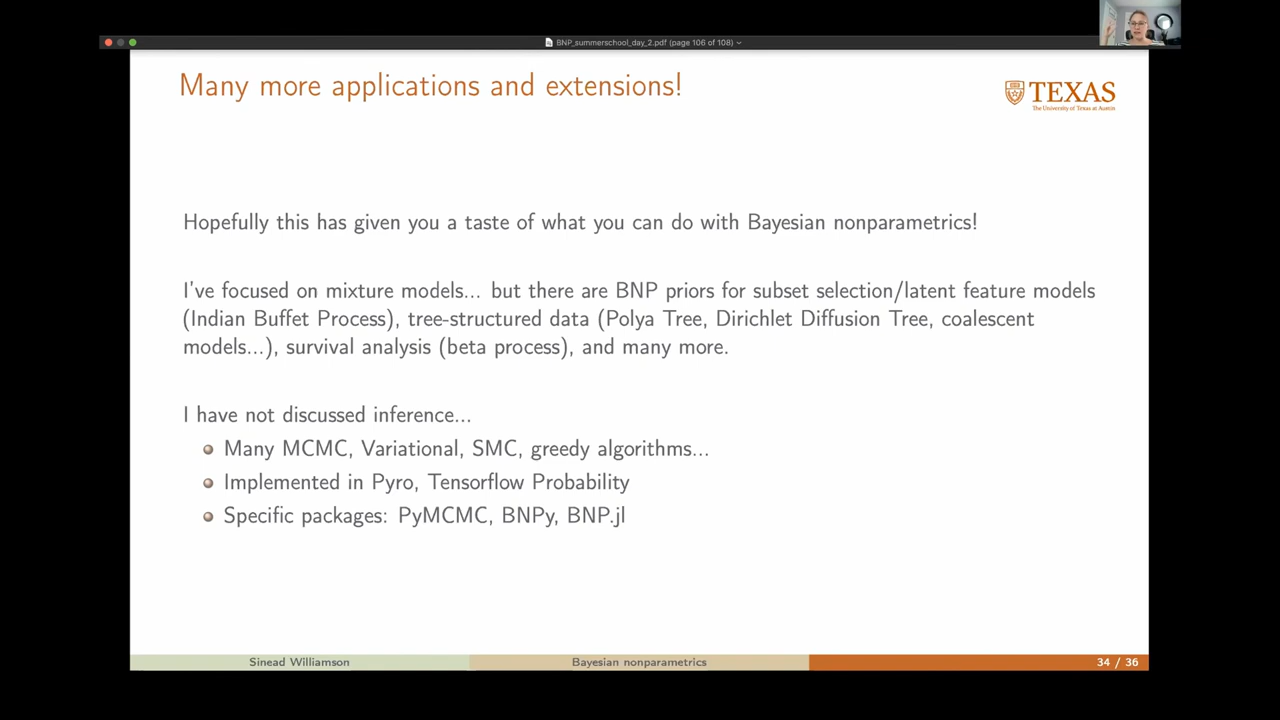 BNP_summerschool_day_2.pdf (page 106 of 108)
Many more applications and extensions!
TEXAS
The University of Texas at Austin
Hopefully this has given you a taste of what you can do with Bayesian nonparametrics!
I've focused on mixture models... but there are BNP priors for subset selection/latent feature models
(Indian Buffet Process), tree-structured data (Polya Tree, Dirichlet Diffusion Tree, coalescent
models...), survival analysis (beta process), and many more.
I have not discussed inference...
Many MCMC, Variational, SMC, greedy algorithms...
Implemented in Pyro, Tensorflow Probability
Specific packages: PyMCMC, BNPy, BNP.jl
Sinead Williamson
Bayesian nonparametrics
34 / 36